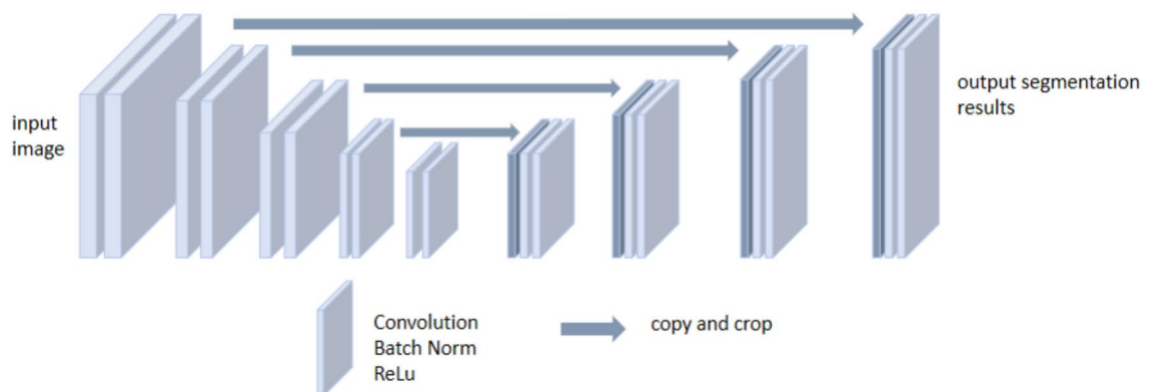 input
image
output segmentation
results
Convolution
Batch Norm
ReLu
copy and crop